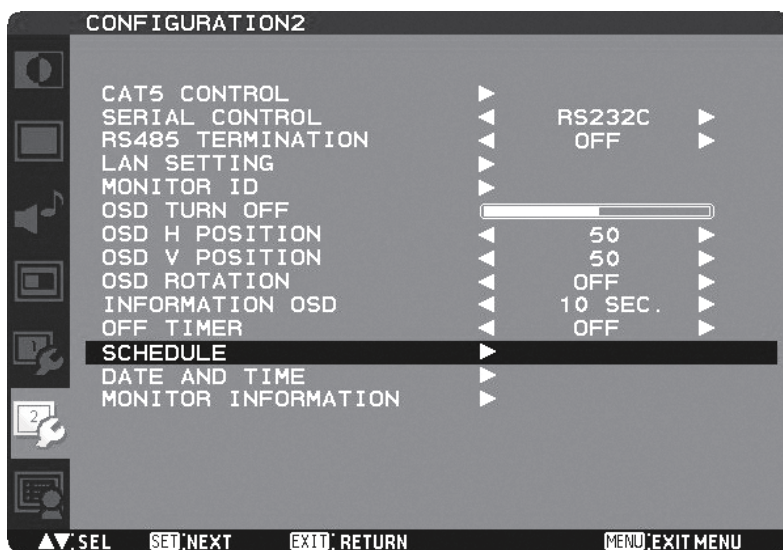 CONFIGURATION2
CAT5 CONTROL
SERIAL CONTROL RS232C
RS485 TERMINATION OFF
LAN SETTING
MONITOR ID
OSD TURN OFF
OSD H POSITION 50
OSD V POSITION 50
OSD ROTATION OFF
INFORMATION OSD 10 SEC.
OFF TIMER OFF
SCHEDULE
DATE AND TIME
MONITOR INFORMATION
1
2
▲▼:SEL SET:NEXT EXIT: RETURN MENU:EXIT MENU